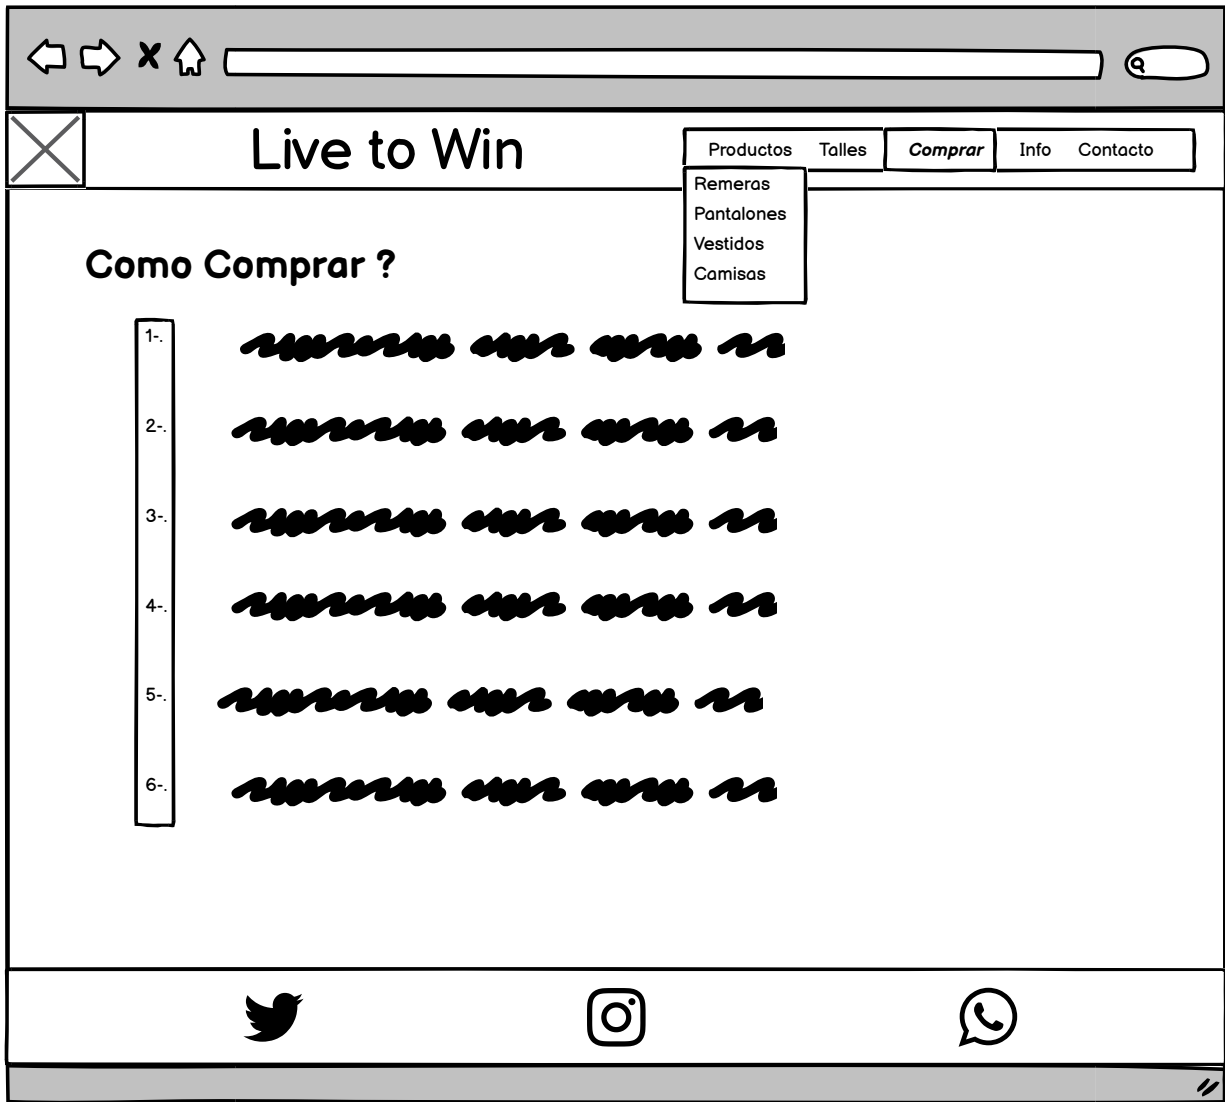 Live to Win
Productos Talles Comprar Info Contacto
Remeras
Pantalones
Vestidos
Camisas
Como Comprar ?
1-.
2-.
3-.
4-.
5-.
6-.